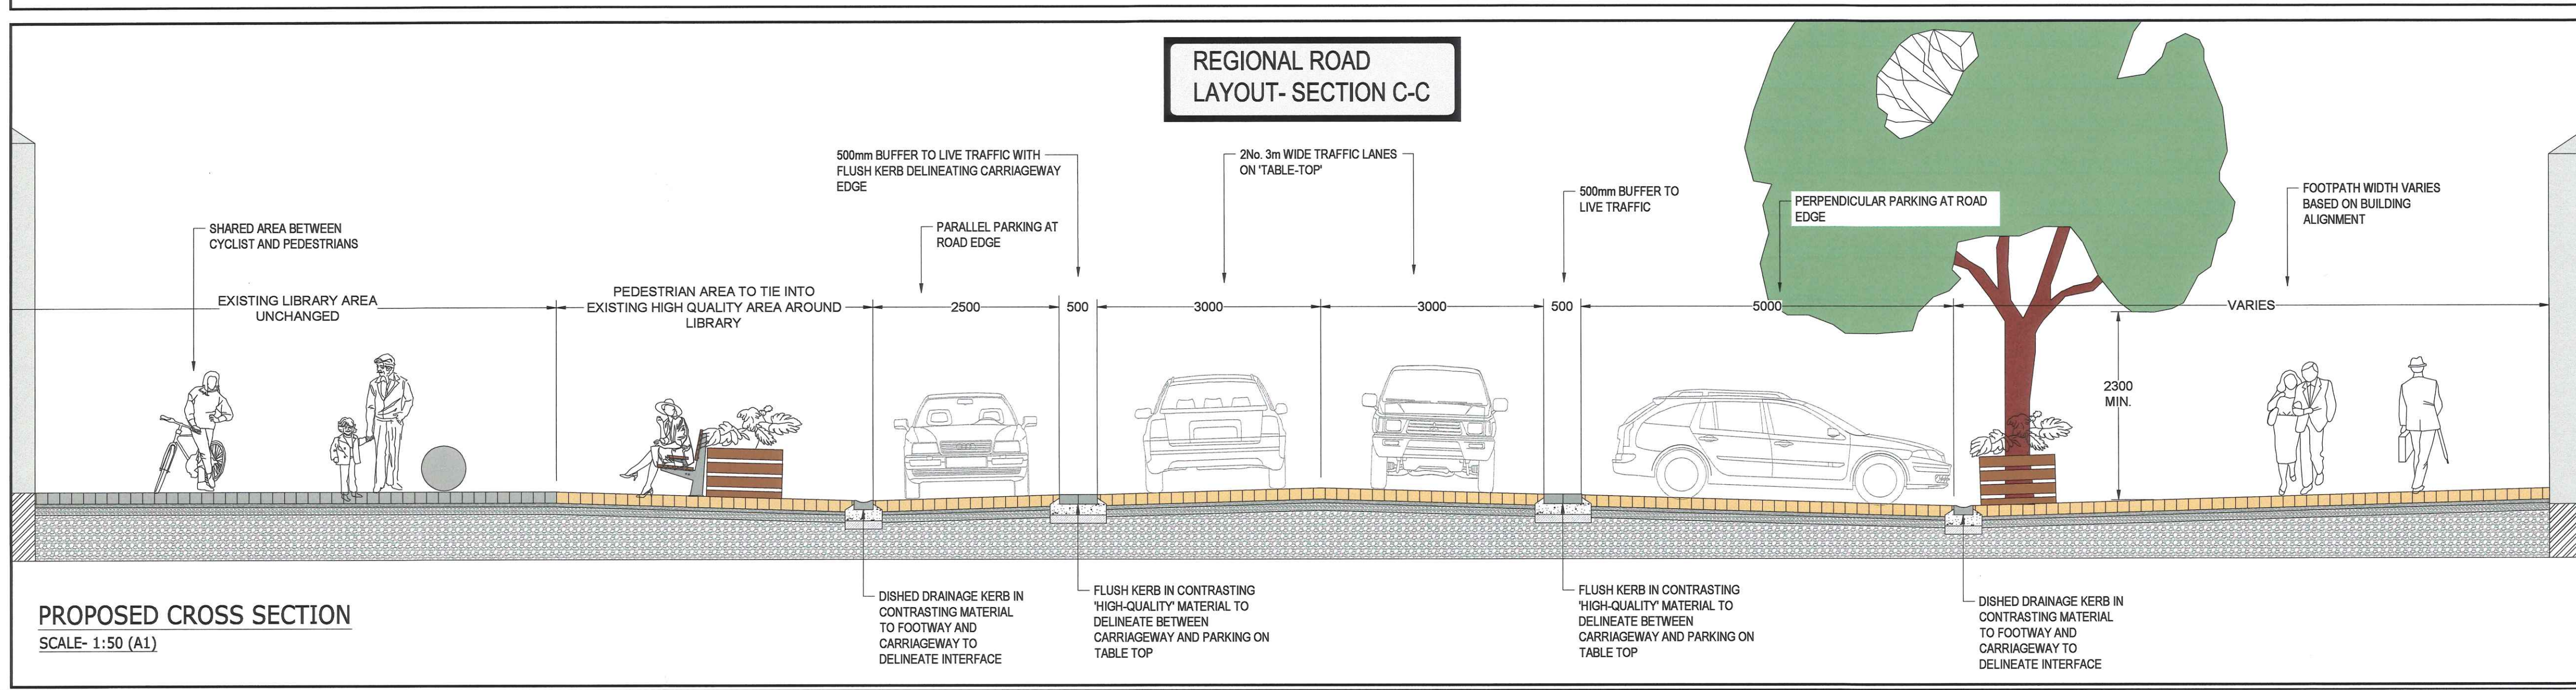 REGIONAL ROAD
LAYOUT- SECTION C-C
500mm BUFFER TO LIVE TRAFFIC WITH
FLUSH KERB DELINEATING CARRIAGEWAY
EDGE
2No. 3m WIDE TRAFFIC LANES
ON 'TABLE-TOP'
500mm BUFFER TO
LIVE TRAFFIC
PERPENDICULAR PARKING AT ROAD
EDGE
FOOTPATH WIDTH VARIES
BASED ON BUILDING
ALIGNMENT
SHARED AREA BETWEEN
CYCLIST AND PEDESTRIANS
PARALLEL PARKING AT
ROAD EDGE
EXISTING LIBRARY AREA
UNCHANGED
PEDESTRIAN AREA TO TIE INTO
EXISTING HIGH QUALITY AREA AROUND
LIBRARY
2500
500
3000
3000
500
5000
VARIES
2300
MIN.
DISHED DRAINAGE KERB IN
CONTRASTING MATERIAL
TO FOOTWAY AND
CARRIAGEWAY TO
DELINEATE INTERFACE
FLUSH KERB IN CONTRASTING
'HIGH-QUALITY' MATERIAL TO
DELINEATE BETWEEN
CARRIAGEWAY AND PARKING ON
TABLE TOP
FLUSH KERB IN CONTRASTING
'HIGH-QUALITY' MATERIAL TO
DELINEATE BETWEEN
CARRIAGEWAY AND PARKING ON
TABLE TOP
DISHED DRAINAGE KERB IN
CONTRASTING MATERIAL
TO FOOTWAY AND
CARRIAGEWAY TO
DELINEATE INTERFACE
PROPOSED CROSS SECTION
SCALE- 1:50 (A1)